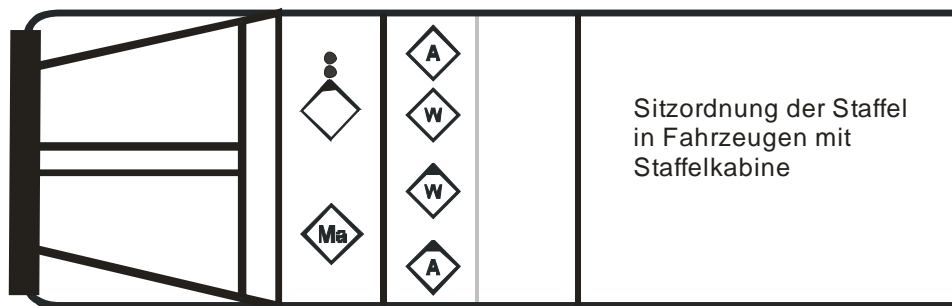 A
W
Sitzordnung der Staffel
in Fahrzeugen mit
Staffelkabine
W
Ma
A